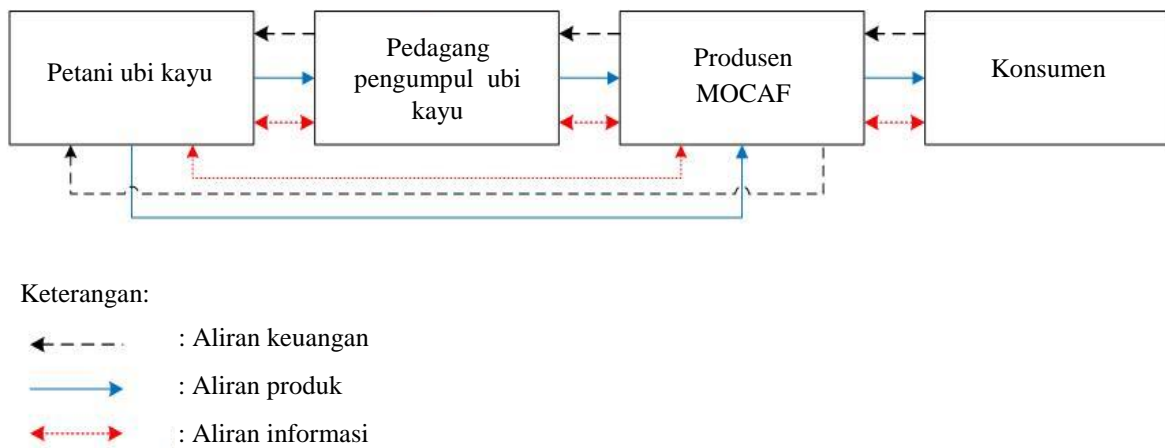 Petani ubi kayu
Pedagang
pengumpul ubi
kayu
Produsen
MOCAF
Konsumen
Keterangan:
: Aliran keuangan
: Aliran produk
: Aliran informasi